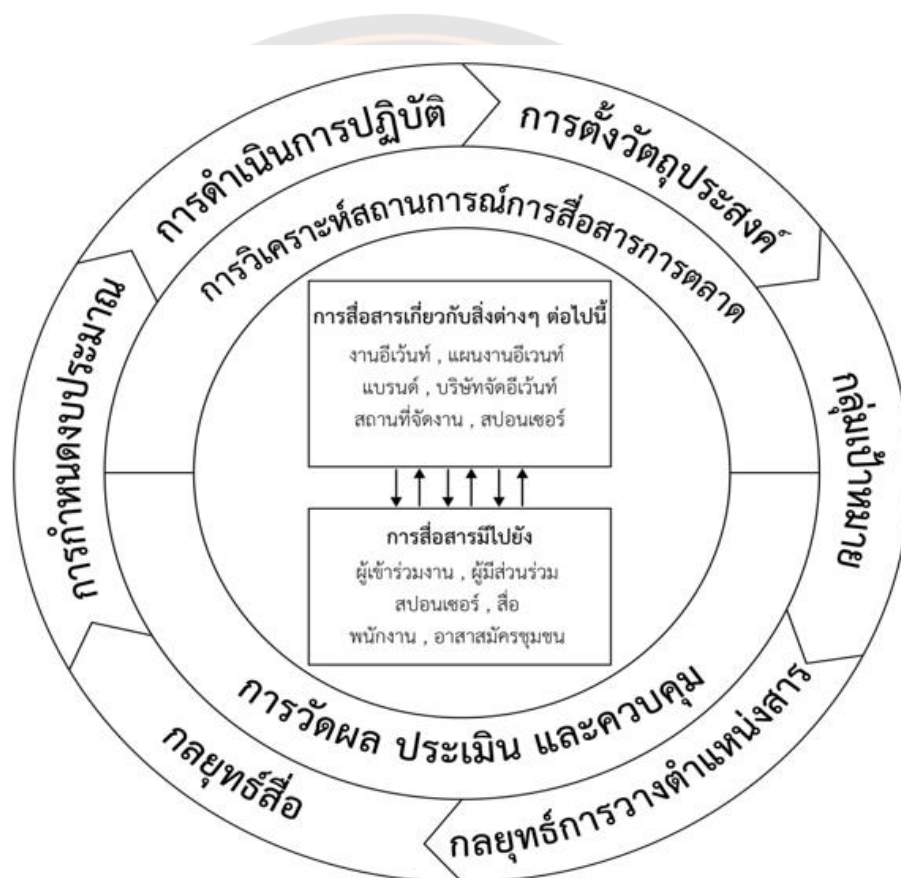 การดำเนินการปฏิบัติ
การตั้งวัตถุประสงค์
กลุ่มเป้าหมาย
กลยุทธ์การวางตำแหน่งสาร
กลยุทธ์สื่อ
การกำหนดงบประมาณ
การวิเคราะห์สถานการณ์การสื่อสารการตลาด
การสื่อสารเกี่ยวกับสิ่งต่างๆ ต่อไปนี้
งานอีเว้นท์ , แผนงานอีเวนท์
แบรนด์ , บริษัทจัดอีเว้นท์
สถานที่จัดงาน , สปอนเซอร์
การสื่อสารมีไปยัง
ผู้เข้าร่วมงาน , ผู้มีส่วนร่วม
สปอนเซอร์ , สื่อ
พนักงาน , อาสาสมัครชุมชน
การวัดผล ประเมิน และควบคุม